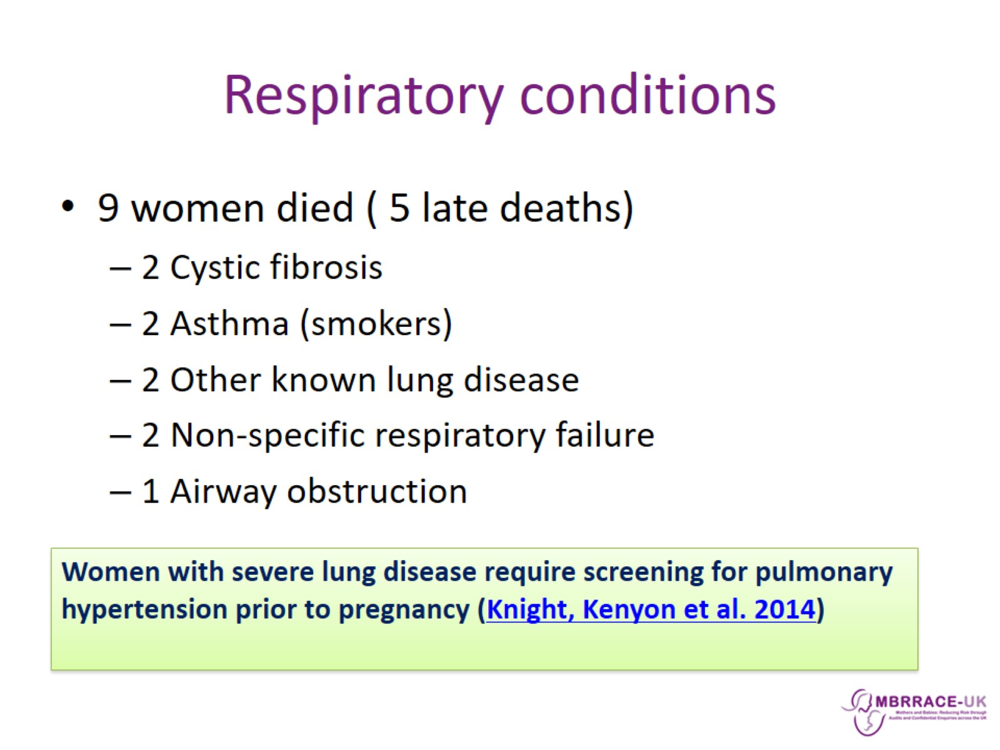 Respiratory conditions
• 9 women died ( 5 late deaths)
– 2 Cystic fibrosis
– 2 Asthma (smokers)
– 2 Other known lung disease
– 2 Non-specific respiratory failure
– 1 Airway obstruction
Women with severe lung disease require screening for pulmonary
hypertension prior to pregnancy (Knight, Kenyon et al. 2014)
MBRRACE-UK
Mothers and Babies: Reducing Risk through
Audits and Confidential Enquiries across the UK